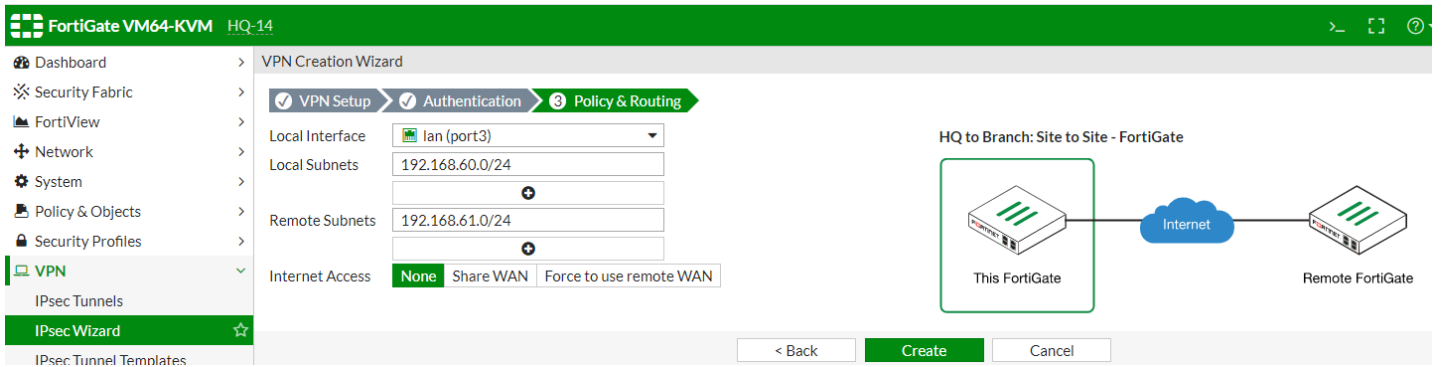 FortiGate VM64-KVM HQ-14
>_
Dashboard
Security Fabric
FortiView
Network
System
Policy & Objects
Security Profiles
VPN
IPsec Tunnels
IPsec Wizard
IPsec Tunnel Templates
VPN Creation Wizard
VPN Setup
Authentication
3 Policy & Routing
Local Interface lan (port3)
Local Subnets 192.168.60.0/24
Remote Subnets 192.168.61.0/24
Internet Access None Share WAN Force to use remote WAN
HQ to Branch: Site to Site - FortiGate
FORTINET
Internet
FORTINET
This FortiGate
Remote FortiGate
< Back Create Cancel